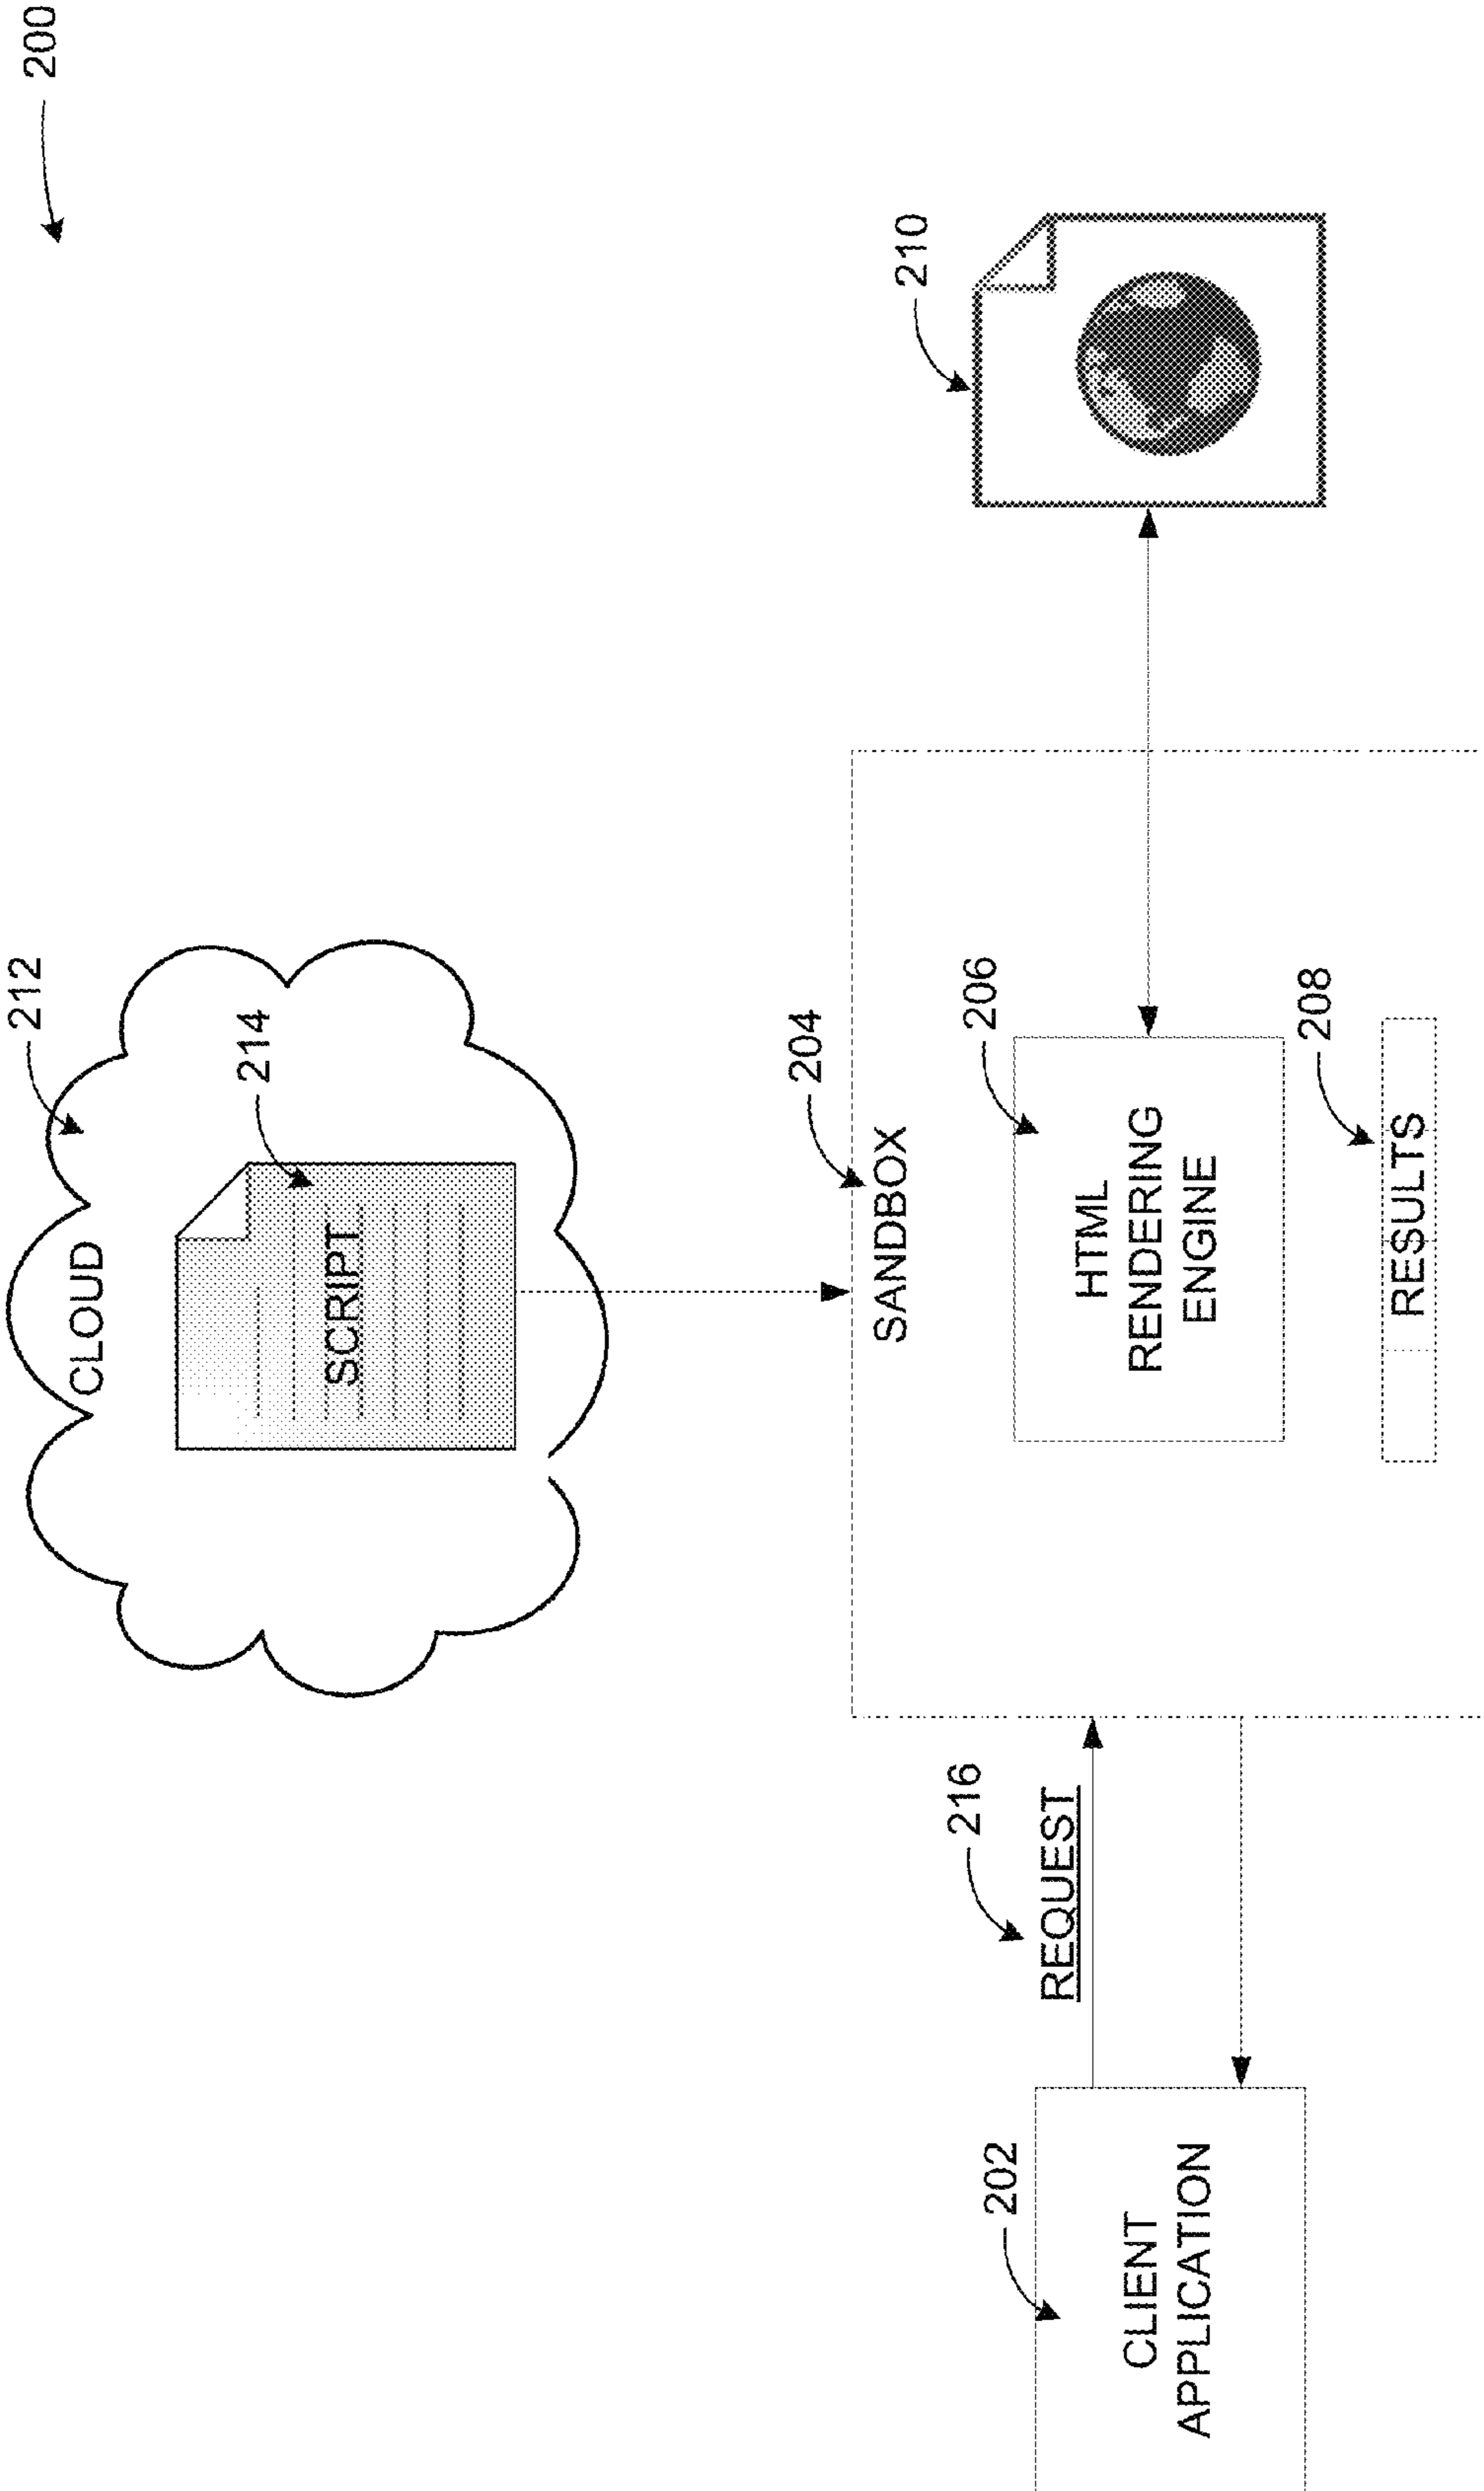 200
212
CLOUD
214
SCRIPT
204
SANDBOX
210
206
HTML
RENDERING
ENGINE
208
RESULTS
216
REQUEST
202
CLIENT
APPLICATION